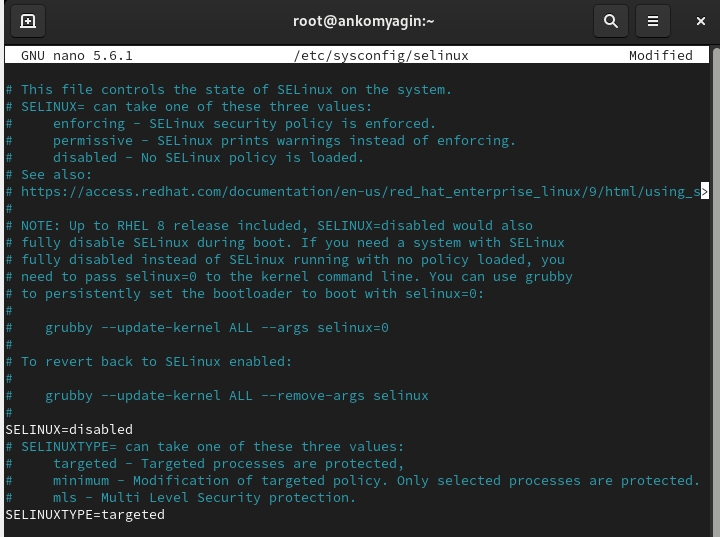 root@ankomyagin:~
GNU nano 5.6.1 /etc/sysconfig/selinux Modified
# This file controls the state of SELinux on the system.
# SELINUX= can take one of these three values:
#     enforcing - SELinux security policy is enforced.
#     permissive - SELinux prints warnings instead of enforcing.
#     disabled - No SELinux policy is loaded.
# See also:
# https://access.redhat.com/documentation/en-us/red_hat_enterprise_linux/9/html/using_s>
#
# NOTE: Up to RHEL 8 release included, SELINUX=disabled would also
# fully disable SELinux during boot. If you need a system with SELinux
# fully disabled instead of SELinux running with no policy loaded, you
# need to pass selinux=0 to the kernel command line. You can use grubby
# to persistently set the bootloader to boot with selinux=0:
#
#    grubby --update-kernel ALL --args selinux=0
#
# To revert back to SELinux enabled:
#
#    grubby --update-kernel ALL --remove-args selinux
#
SELINUX=disabled
# SELINUXTYPE= can take one of these three values:
#     targeted - Targeted processes are protected,
#     minimum - Modification of targeted policy. Only selected processes are protected.
#     mls - Multi Level Security protection.
SELINUXTYPE=targeted